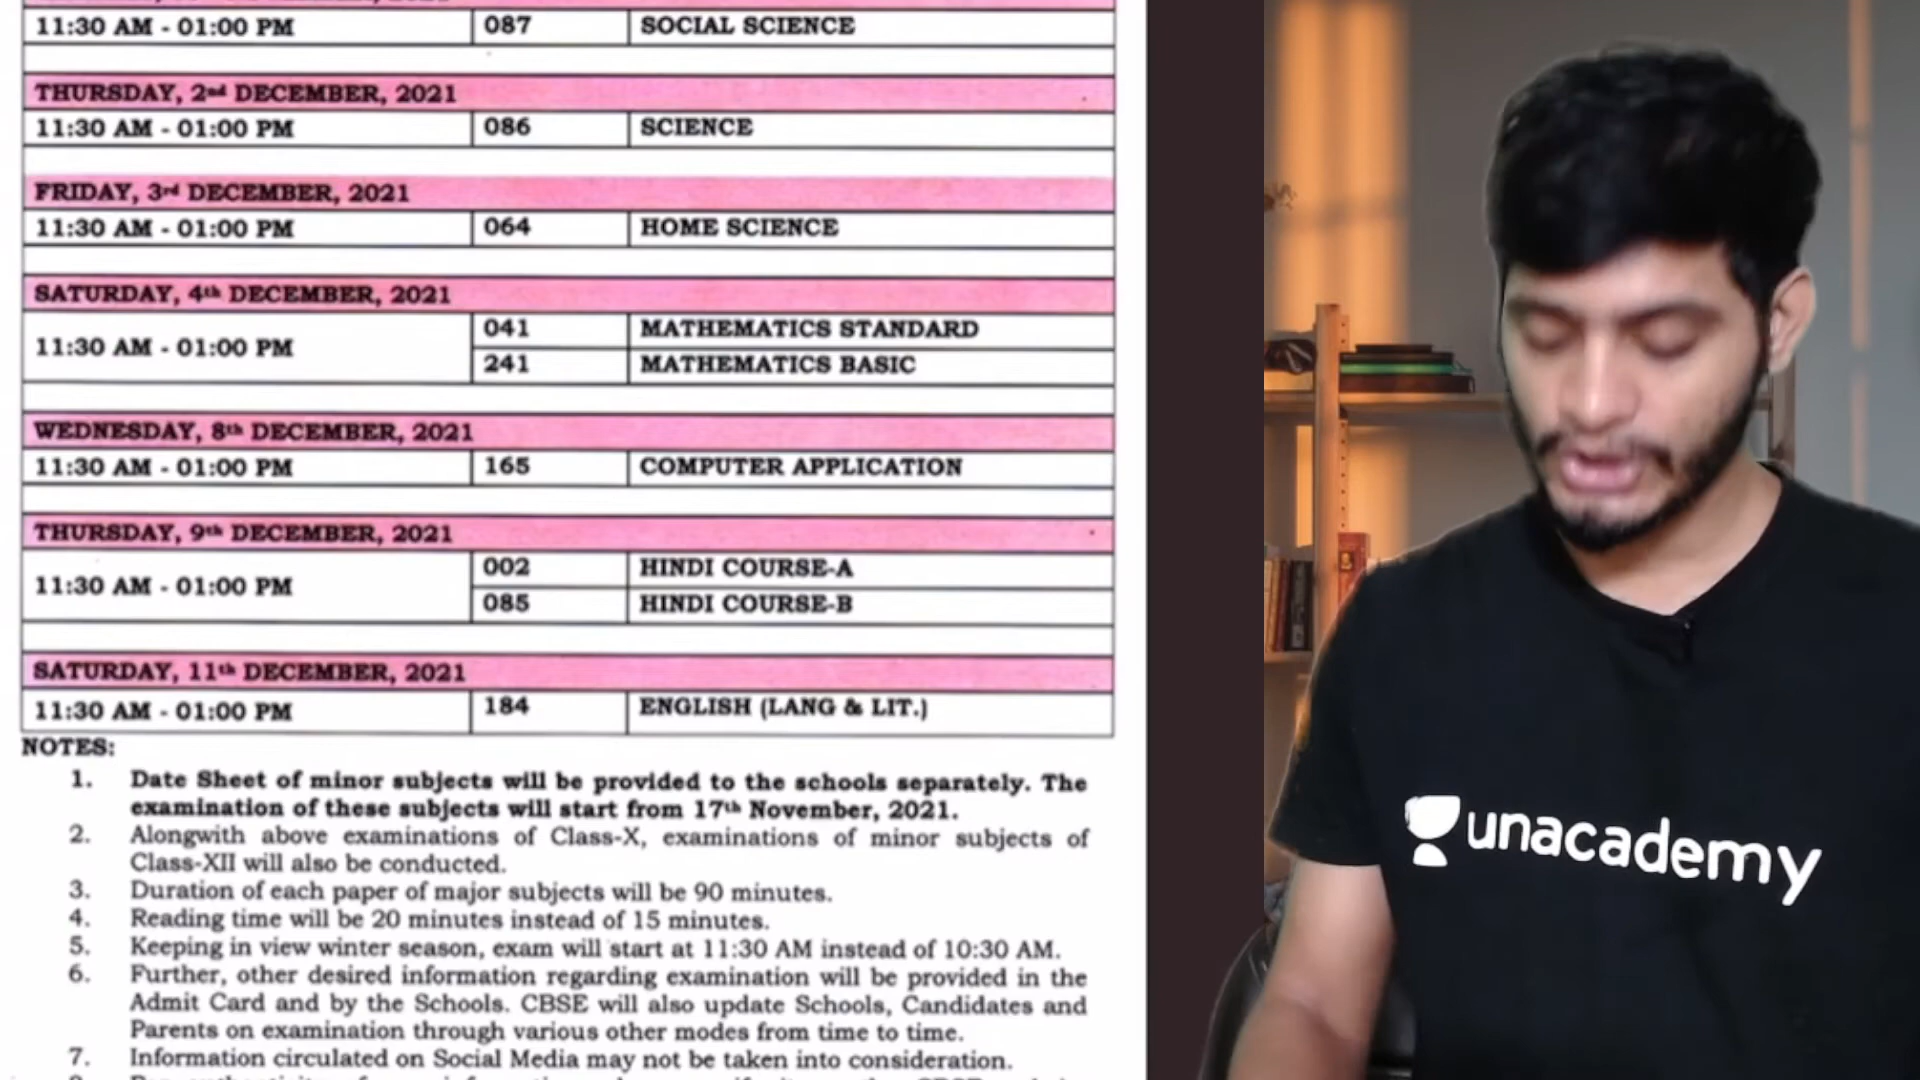 2021
11:30 AM - 01:00 PM 087 SOCIAL SCIENCE
THURSDAY, 2nd DECEMBER, 2021
11:30 AM - 01:00 PM 086 SCIENCE
FRIDAY, 3rd DECEMBER, 2021
11:30 AM - 01:00 PM 064 HOME SCIENCE
SATURDAY, 4th DECEMBER, 2021
11:30 AM - 01:00 PM 041 MATHEMATICS STANDARD
241 MATHEMATICS BASIC
WEDNESDAY, 8th DECEMBER, 2021
11:30 AM - 01:00 PM 165 COMPUTER APPLICATION
THURSDAY, 9th DECEMBER, 2021
11:30 AM - 01:00 PM 002 HINDI COURSE-A
085 HINDI COURSE-B
SATURDAY, 11th DECEMBER, 2021
11:30 AM - 01:00 PM 184 ENGLISH (LANG & LIT.)
NOTES:
1. Date Sheet of minor subjects will be provided to the schools separately. The
examination of these subjects will start from 17th November, 2021.
2. Alongwith above examinations of Class-X, examinations of minor subjects of
Class-XII will also be conducted.
3. Duration of each paper of major subjects will be 90 minutes.
4. Reading time will be 20 minutes instead of 15 minutes.
5. Keeping in view winter season, exam will start at 11:30 AM instead of 10:30 AM.
6. Further, other desired information regarding examination will be provided in the
Admit Card and by the Schools. CBSE will also update Schools, Candidates and
Parents on examination through various other modes from time to time.
7. Information circulated on Social Media may not be taken into consideration.
unacademy